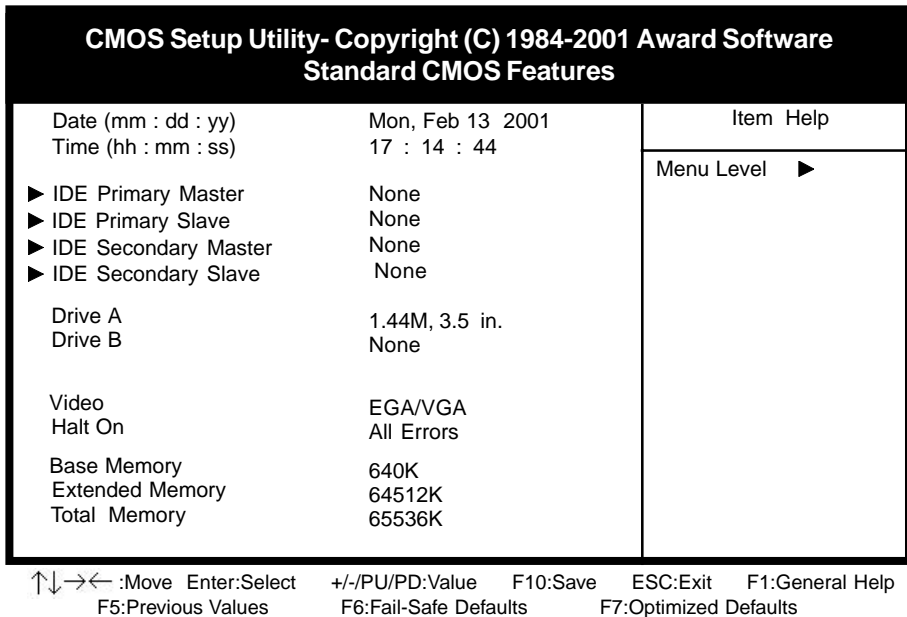 CMOS Setup Utility- Copyright (C) 1984-2001 Award Software
Standard CMOS Features
Date (mm : dd : yy) Mon, Feb 13 2001
Time (hh : mm : ss) 17 : 14 : 44
▶ IDE Primary Master None
▶ IDE Primary Slave None
▶ IDE Secondary Master None
▶ IDE Secondary Slave None
Drive A 1.44M, 3.5 in.
Drive B None
Video EGA/VGA
Halt On All Errors
Base Memory 640K
Extended Memory 64512K
Total Memory 65536K
Item Help
Menu Level ▶
↑↓→← :Move Enter:Select +/-/PU/PD:Value F10:Save ESC:Exit F1:General Help
F5:Previous Values F6:Fail-Safe Defaults F7:Optimized Defaults